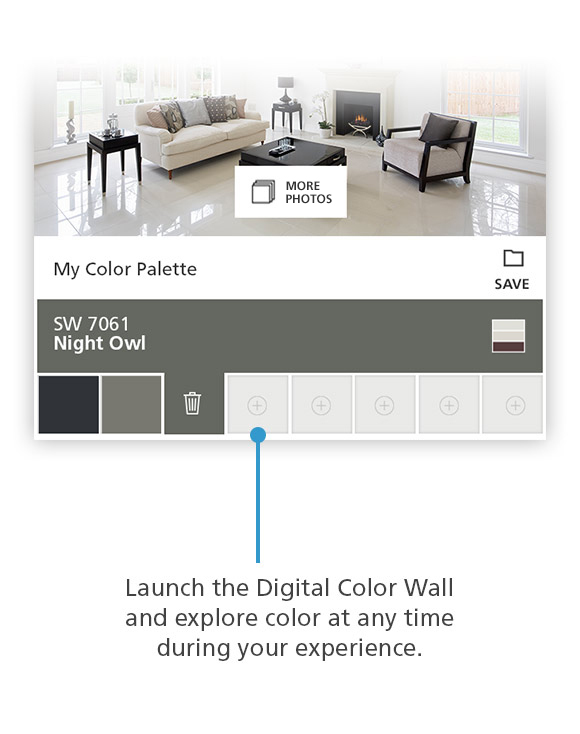 MORE
PHOTOS
My Color Palette
SAVE
SW 7061
Night Owl
Launch the Digital Color Wall
and explore color at any time
during your experience.